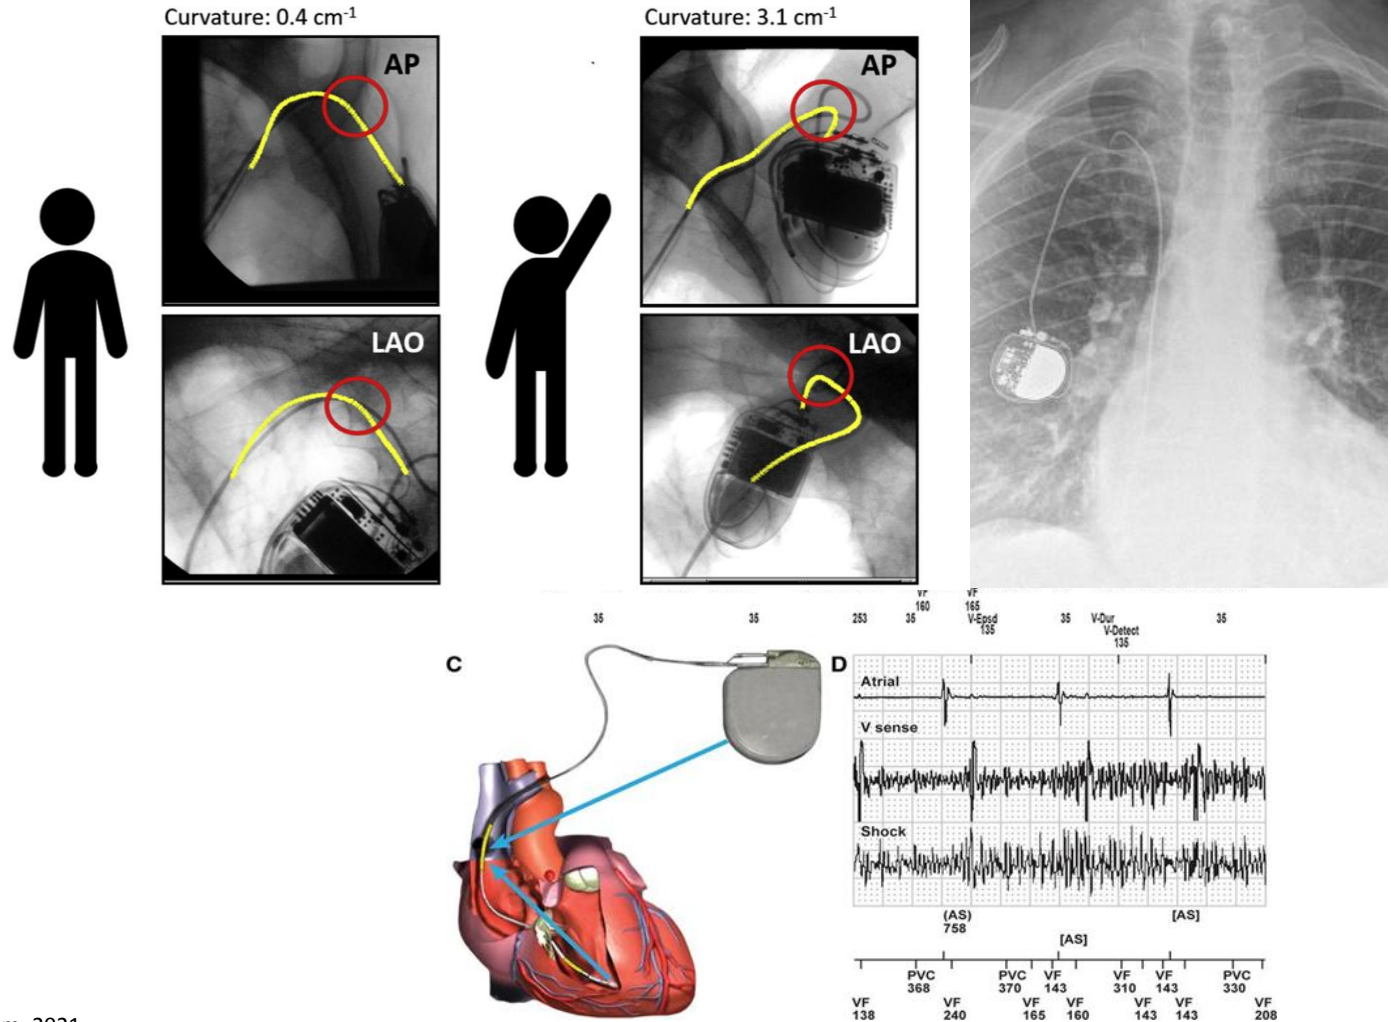 Curvature: 0.4 cm-1
Curvature: 3.1 cm-1
AP
AP
LAO
LAO
VF VF
160 165
35 35 253 35 V-Epsd 35 V-Dur 35
135 V-Detect
135
C
D
Atrial
V sense
Shock
(AS) [AS]
758
[AS]
PVC PVC VF VF VF PVC
368 370 143 310 143 330
VF VF VF VF VF VF VF
138 240 165 160 143 143 208
2021